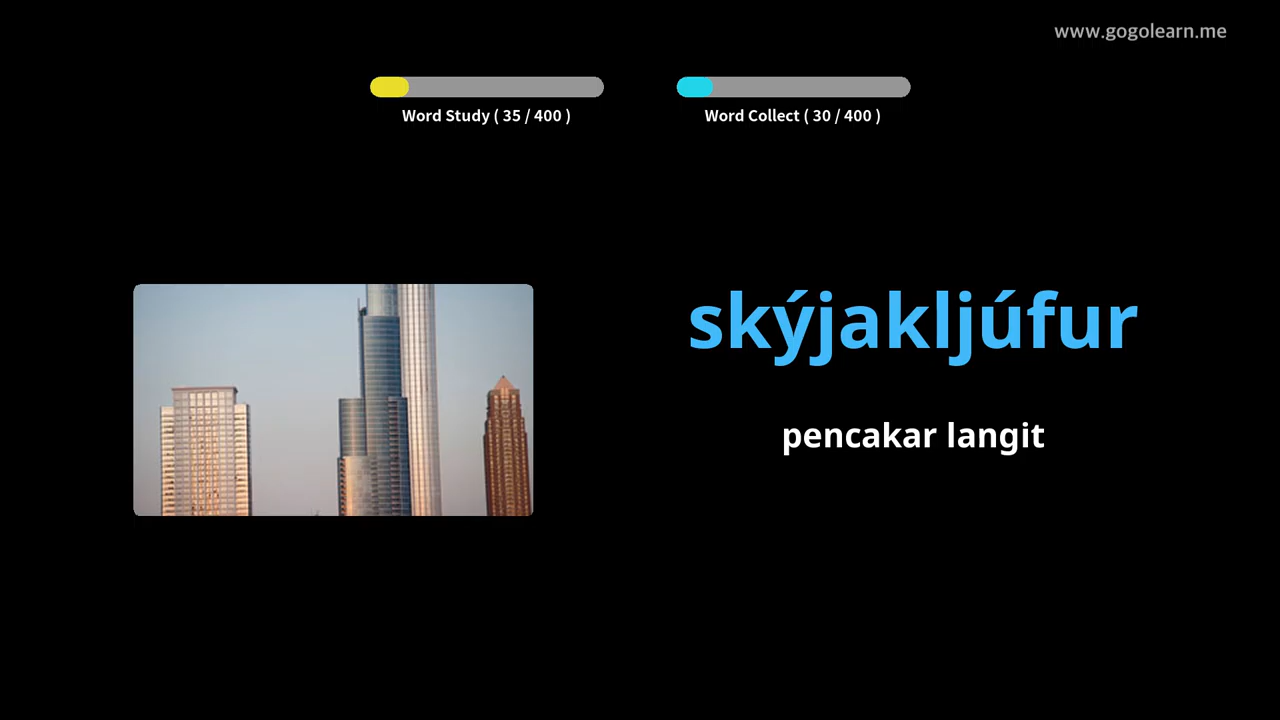 www.gogolearn.me
Word Study ( 35 / 400 )
Word Collect ( 30 / 400 )
skýjakljúfur
pencakar langit